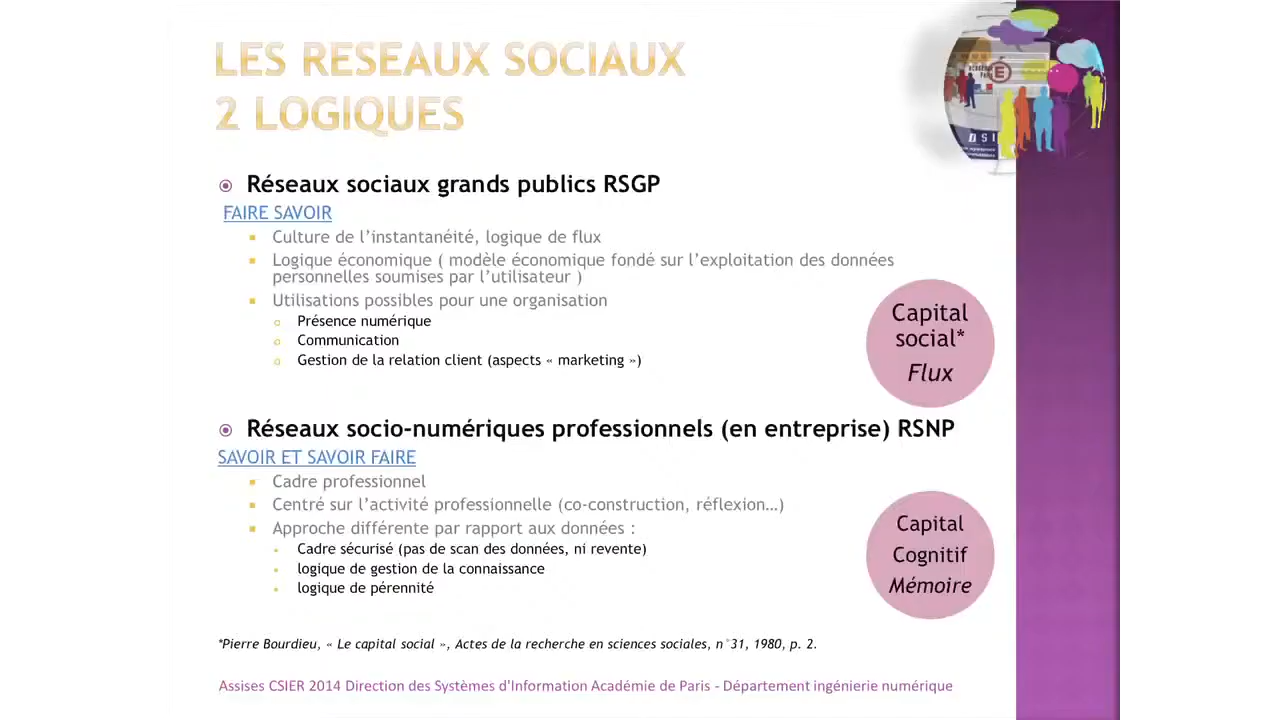 LES RESEAUX SOCIAUX
2 LOGIQUES
Réseaux sociaux grands publics RSGP
FAIRE SAVOIR
Culture de l’instantanéité, logique de flux
Logique économique ( modèle économique fondé sur l’exploitation des données
personnelles soumises par l’utilisateur )
Utilisations possibles pour une organisation
Présence numérique
Communication
Gestion de la relation client (aspects « marketing »)
Capital
social*
Flux
Réseaux socio-numériques professionnels (en entreprise) RSNP
SAVOIR ET SAVOIR FAIRE
Cadre professionnel
Centré sur l’activité professionnelle (co-construction, réflexion…)
Approche différente par rapport aux données :
Cadre sécurisé (pas de scan des données, ni revente)
logique de gestion de la connaissance
logique de pérennité
Capital
Cognitif
Mémoire
*Pierre Bourdieu, « Le capital social », Actes de la recherche en sciences sociales, n°31, 1980, p. 2.
Assises CSIER 2014 Direction des Systèmes d'Information Académie de Paris - Département ingénierie numérique